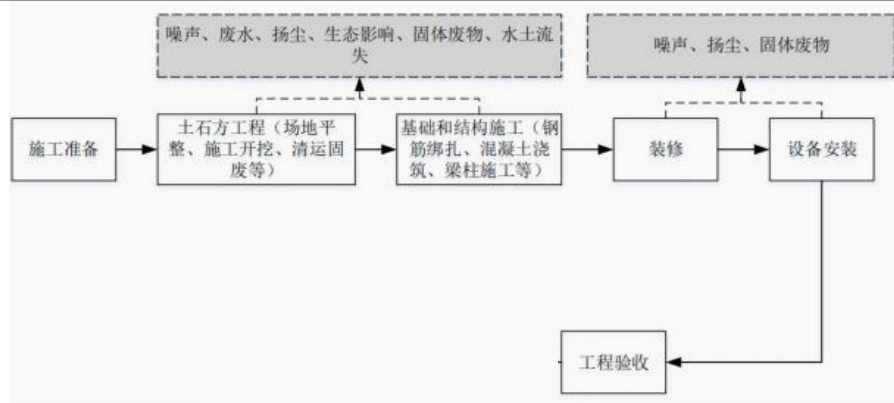 噪声、废水、扬尘、生态影响、固体废物、水土流
失
噪声、扬尘、固体废物
施工准备
土石方工程（场地平
整、施工开挖、清运固
废等）
基础和结构施工（钢
筋绑扎、混凝土浇
筑、梁柱施工等）
装修
设备安装
工程验收